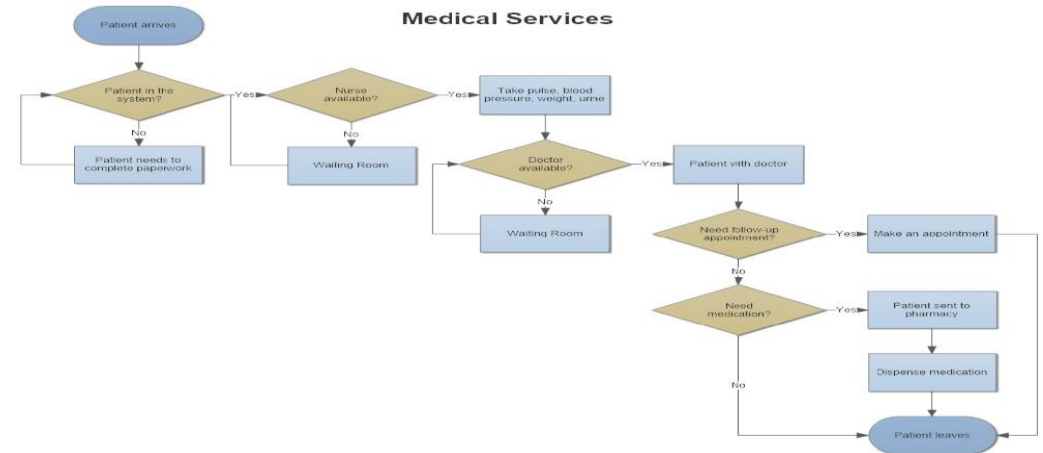 Medical Services
Patient arrives
Patient in the
system?
Yes
No
Patient needs to
complete paperwork
Nurse
available?
Yes
No
Waiting Room
Take pulse, blood
pressure, weight, urine
Doctor
available?
Yes
No
Waiting Room
Patient with doctor
Need follow-up
appointment?
Yes
Make an appointment
No
Need
medication?
Yes
Patient sent to
pharmacy
Dispense medication
No
Patient leaves